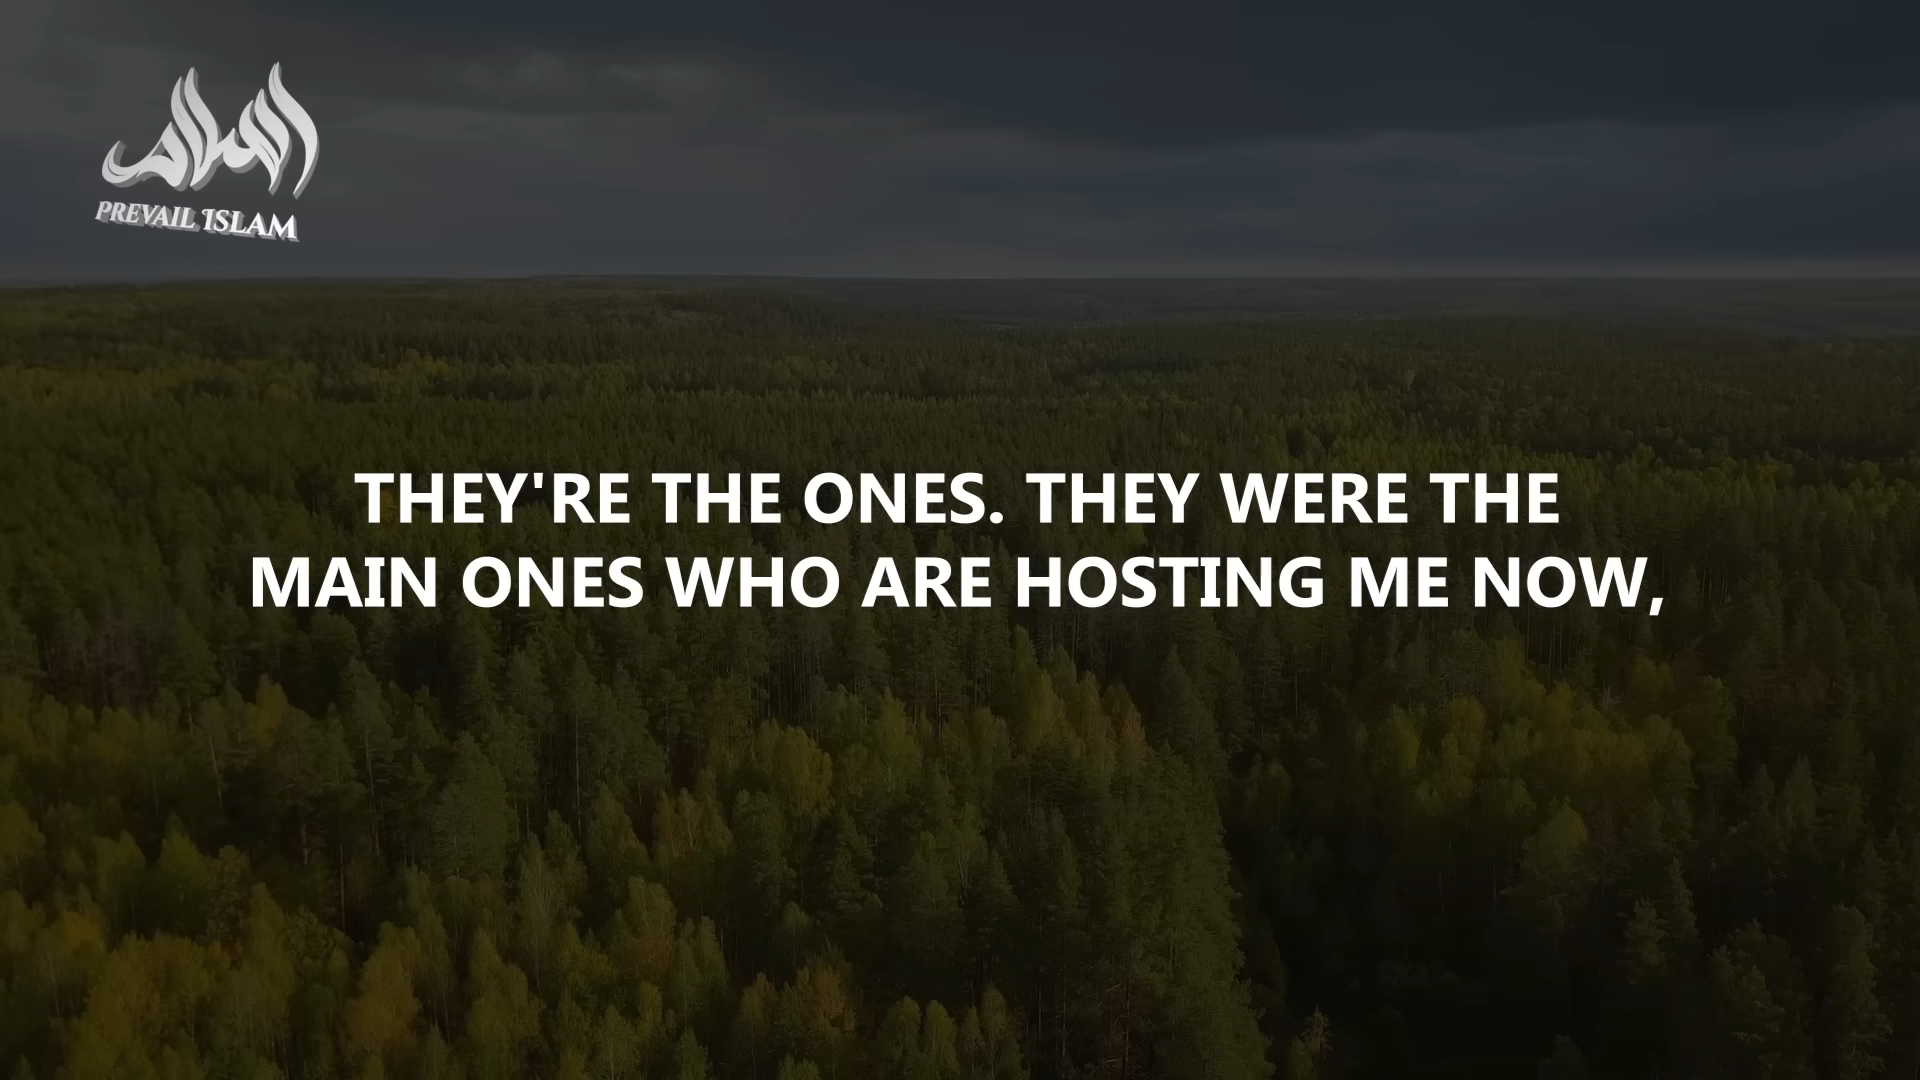 PREVAIL ISLAM
THEY'RE THE ONES. THEY WERE THE
MAIN ONES WHO ARE HOSTING ME NOW,